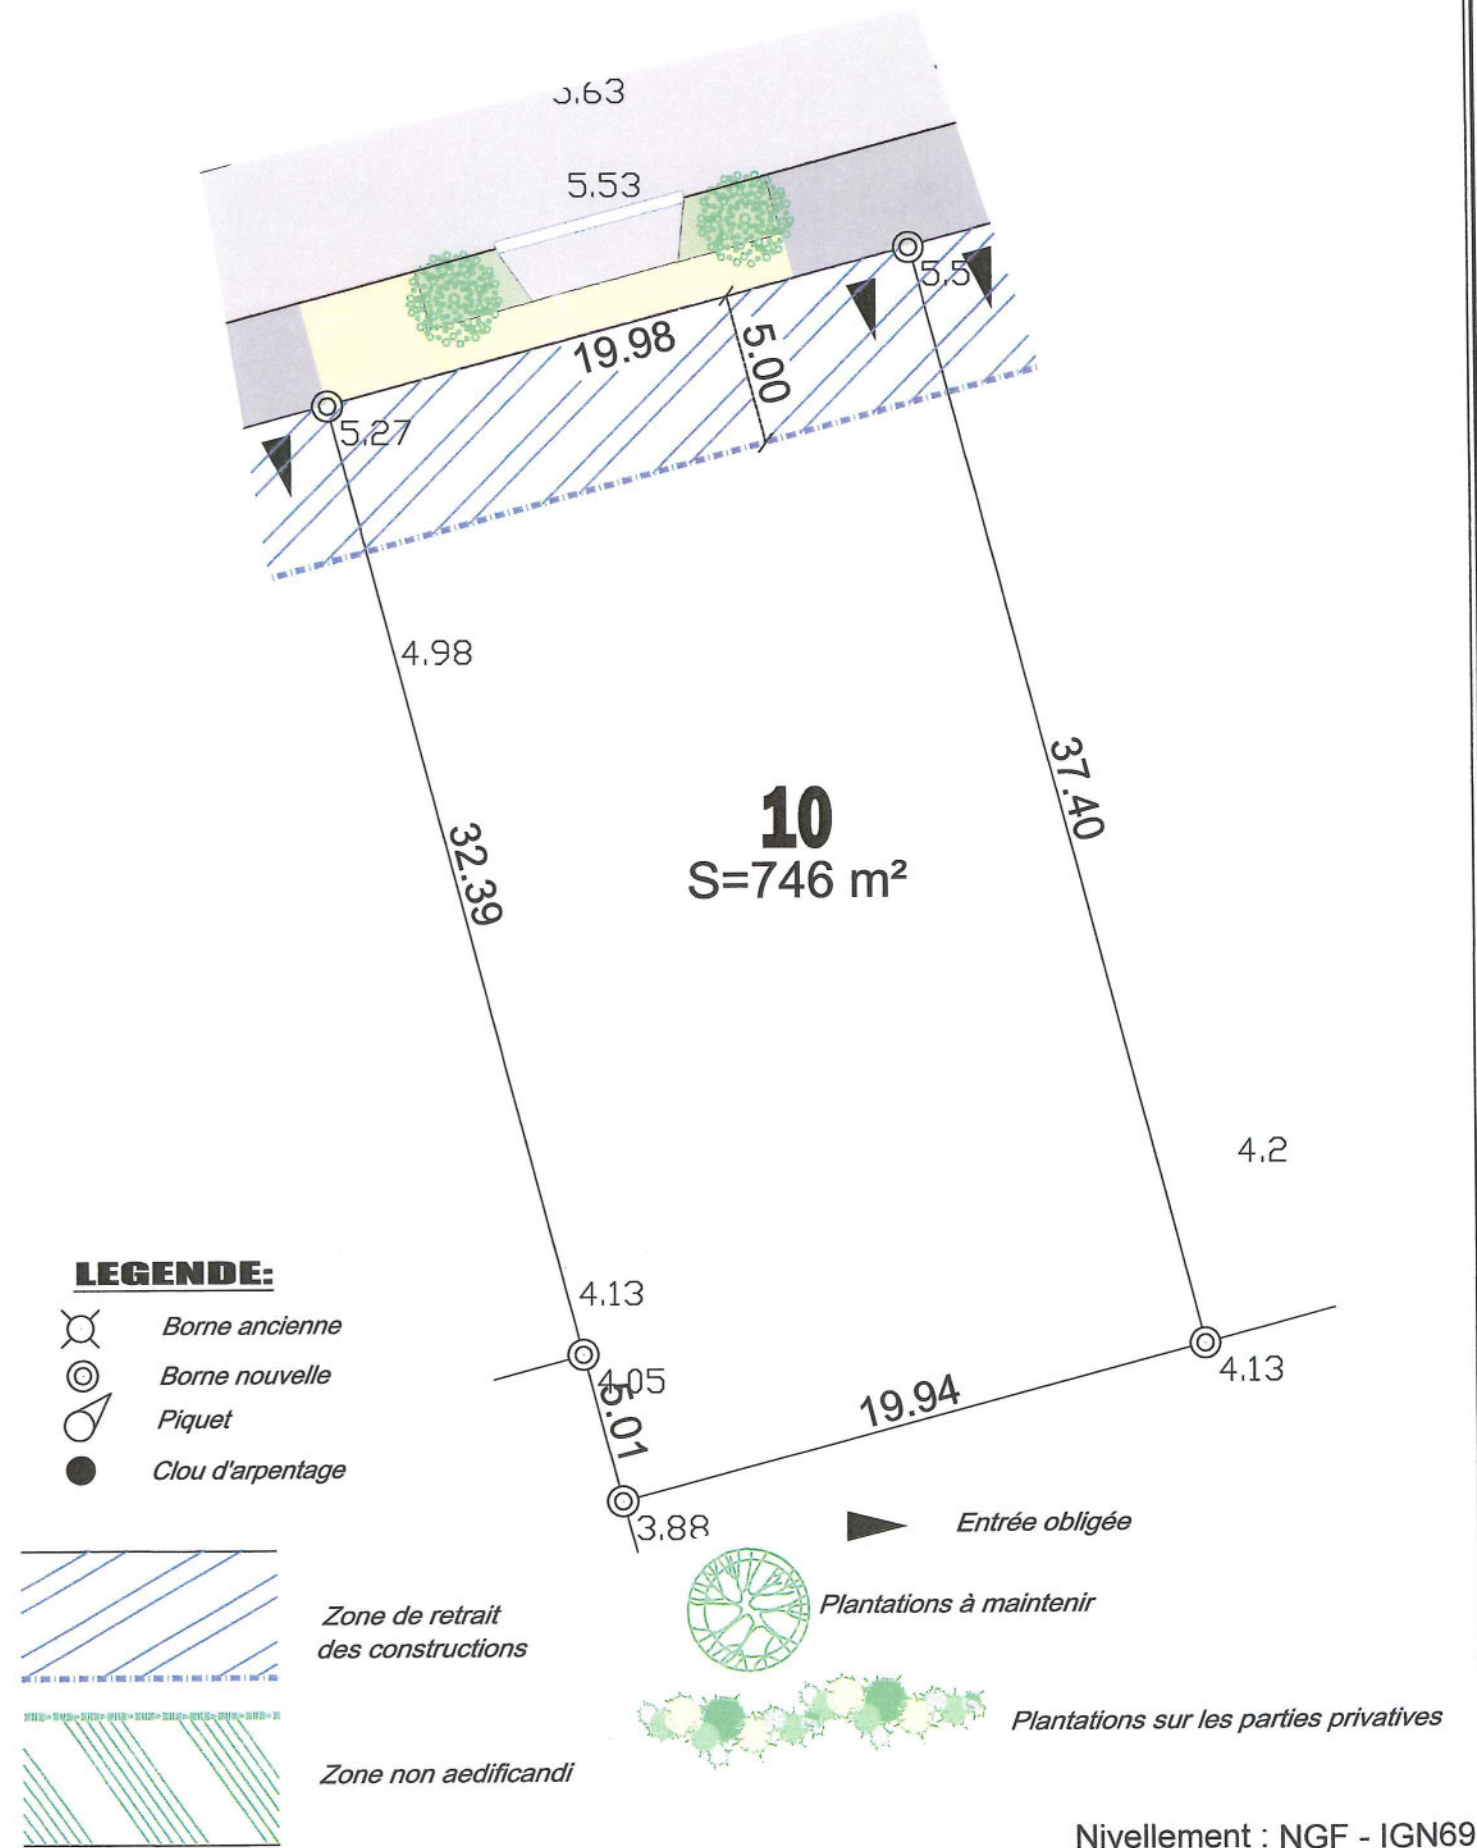 5.53
5.5
19.98
5.00
5.27
4.98
37.40
10
S=746 m²
32.39
4.2
LEGENDE:
4.13
Borne ancienne
4.13
Borne nouvelle
4.05
5.01
19.94
Piquet
Clou d'arpentage
3.88
Entrée obligée
Zone de retrait
des constructions
Plantations à maintenir
Plantations sur les parties privatives
Zone non aedificandi
Nivellement : NGF - IGN69